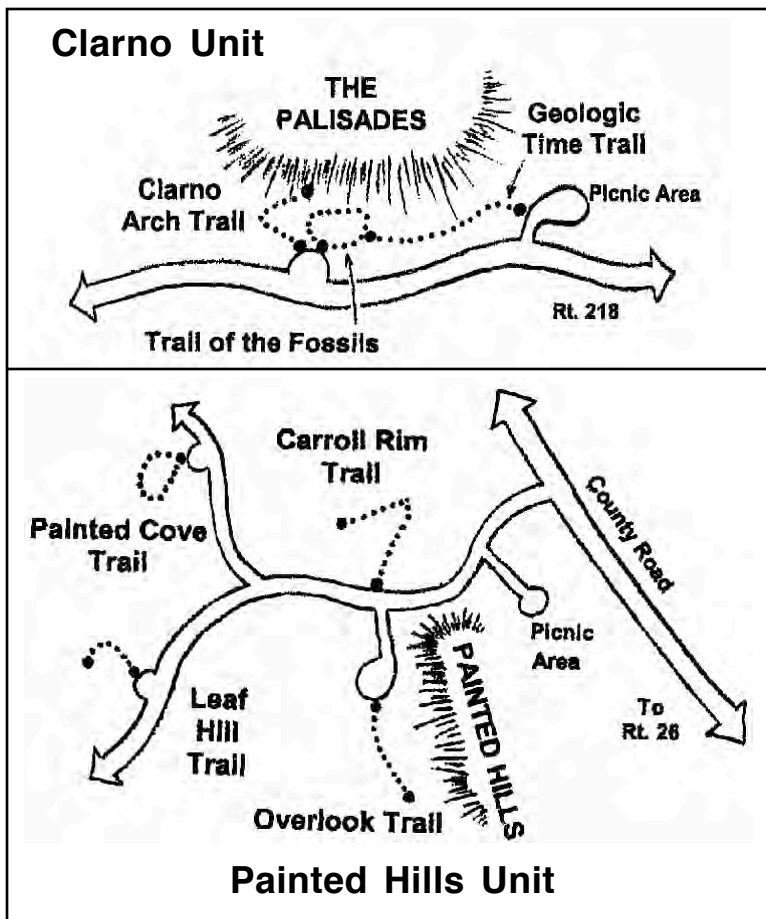 Clarno Unit
THE
PALISADES
Geologic
Time Trail
Clarno
Arch Trail
Picnic Area
Rt. 218
Trail of the Fossils
Carroll Rim
Trail
County Road
Painted Cove
Trail
Picnic
Area
PAINTED HILLS
Leaf
Hill
Trail
To
Rt. 26
Overlook Trail
Painted Hills Unit